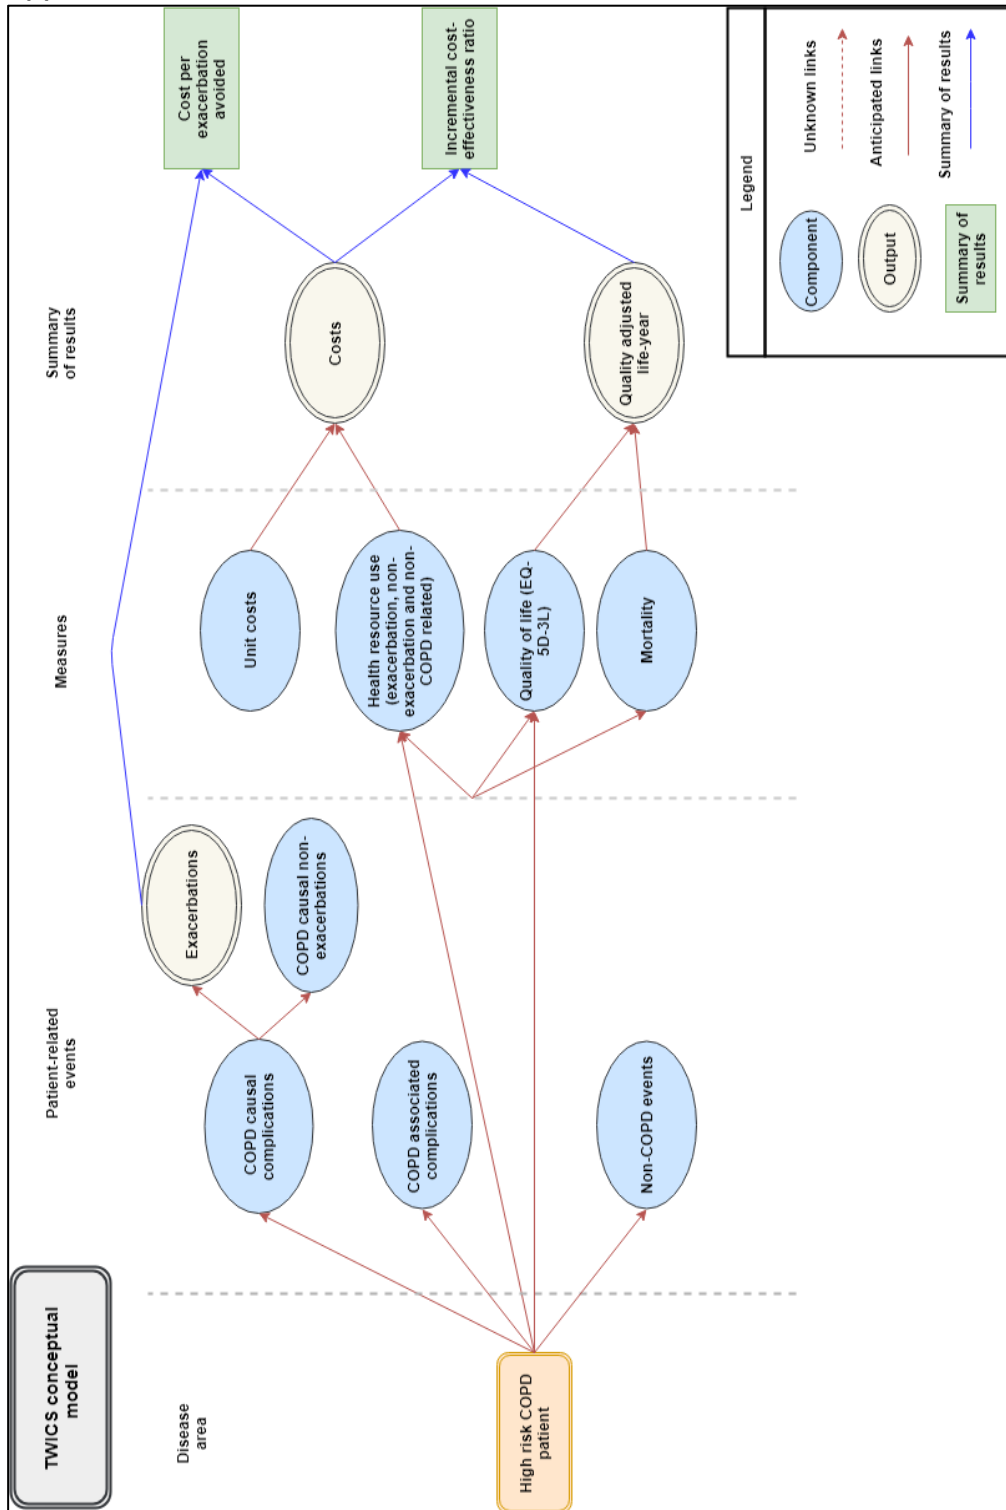 TWICS conceptual
model
Disease
area
Patient-related
events
Measures
Summary
of results
High risk COPD
patient
COPD causal
complications
COPD associated
complications
Non-COPD events
Exacerbations
COPD causal non-
exacerbations
Unit costs
Health resource use
(exacerbation, non-
exacerbation and non-
COPD related)
Quality of life (EQ-
5D-3L)
Mortality
Costs
Quality adjusted
life-year
Cost per
exacerbation
avoided
Incremental cost-
effectiveness ratio
Legend
Component
Unknown links
Output
Anticipated links
Summary of
results
Summary of results